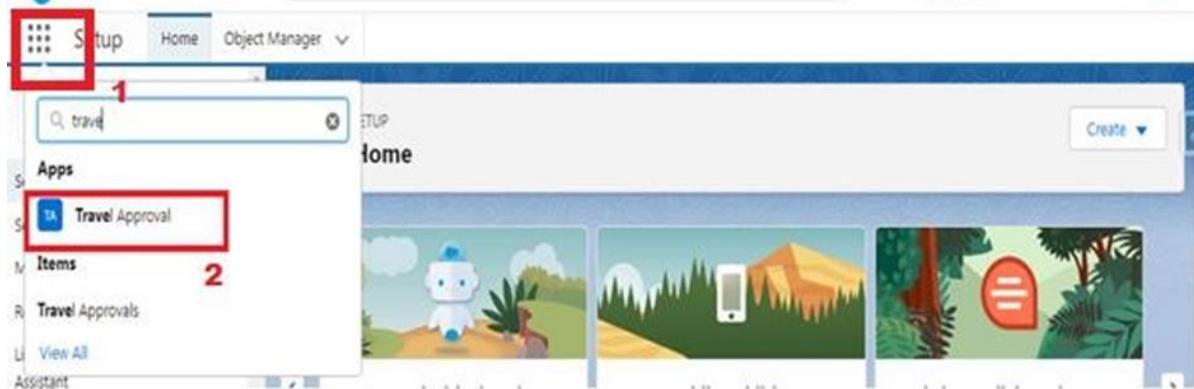 Setup Home Object Manager
1
trave
SETUP
Home
Create
Apps
TA Travel Approval
2
Items
Travel Approvals
View All
Assistant